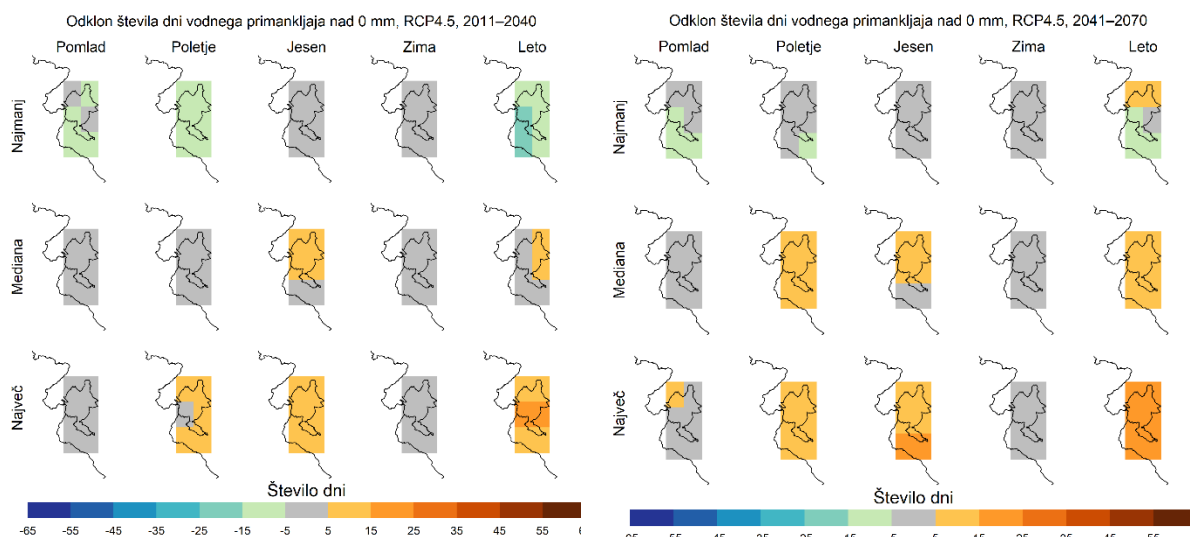 Odklon števila dni vodnega primankljaja nad 0 mm, RCP4.5, 2011–2040
Pomlad Poletje Jesen Zima Leto
Najmanj
Mediana
Največ
Število dni
-65 -55 -45 -35 -25 -15 -5 5 15 25 35 45 55
Odklon števila dni vodnega primankljaja nad 0 mm, RCP4.5, 2041–2070
Pomlad Poletje Jesen Zima Leto
Najmanj
Mediana
Največ
Število dni